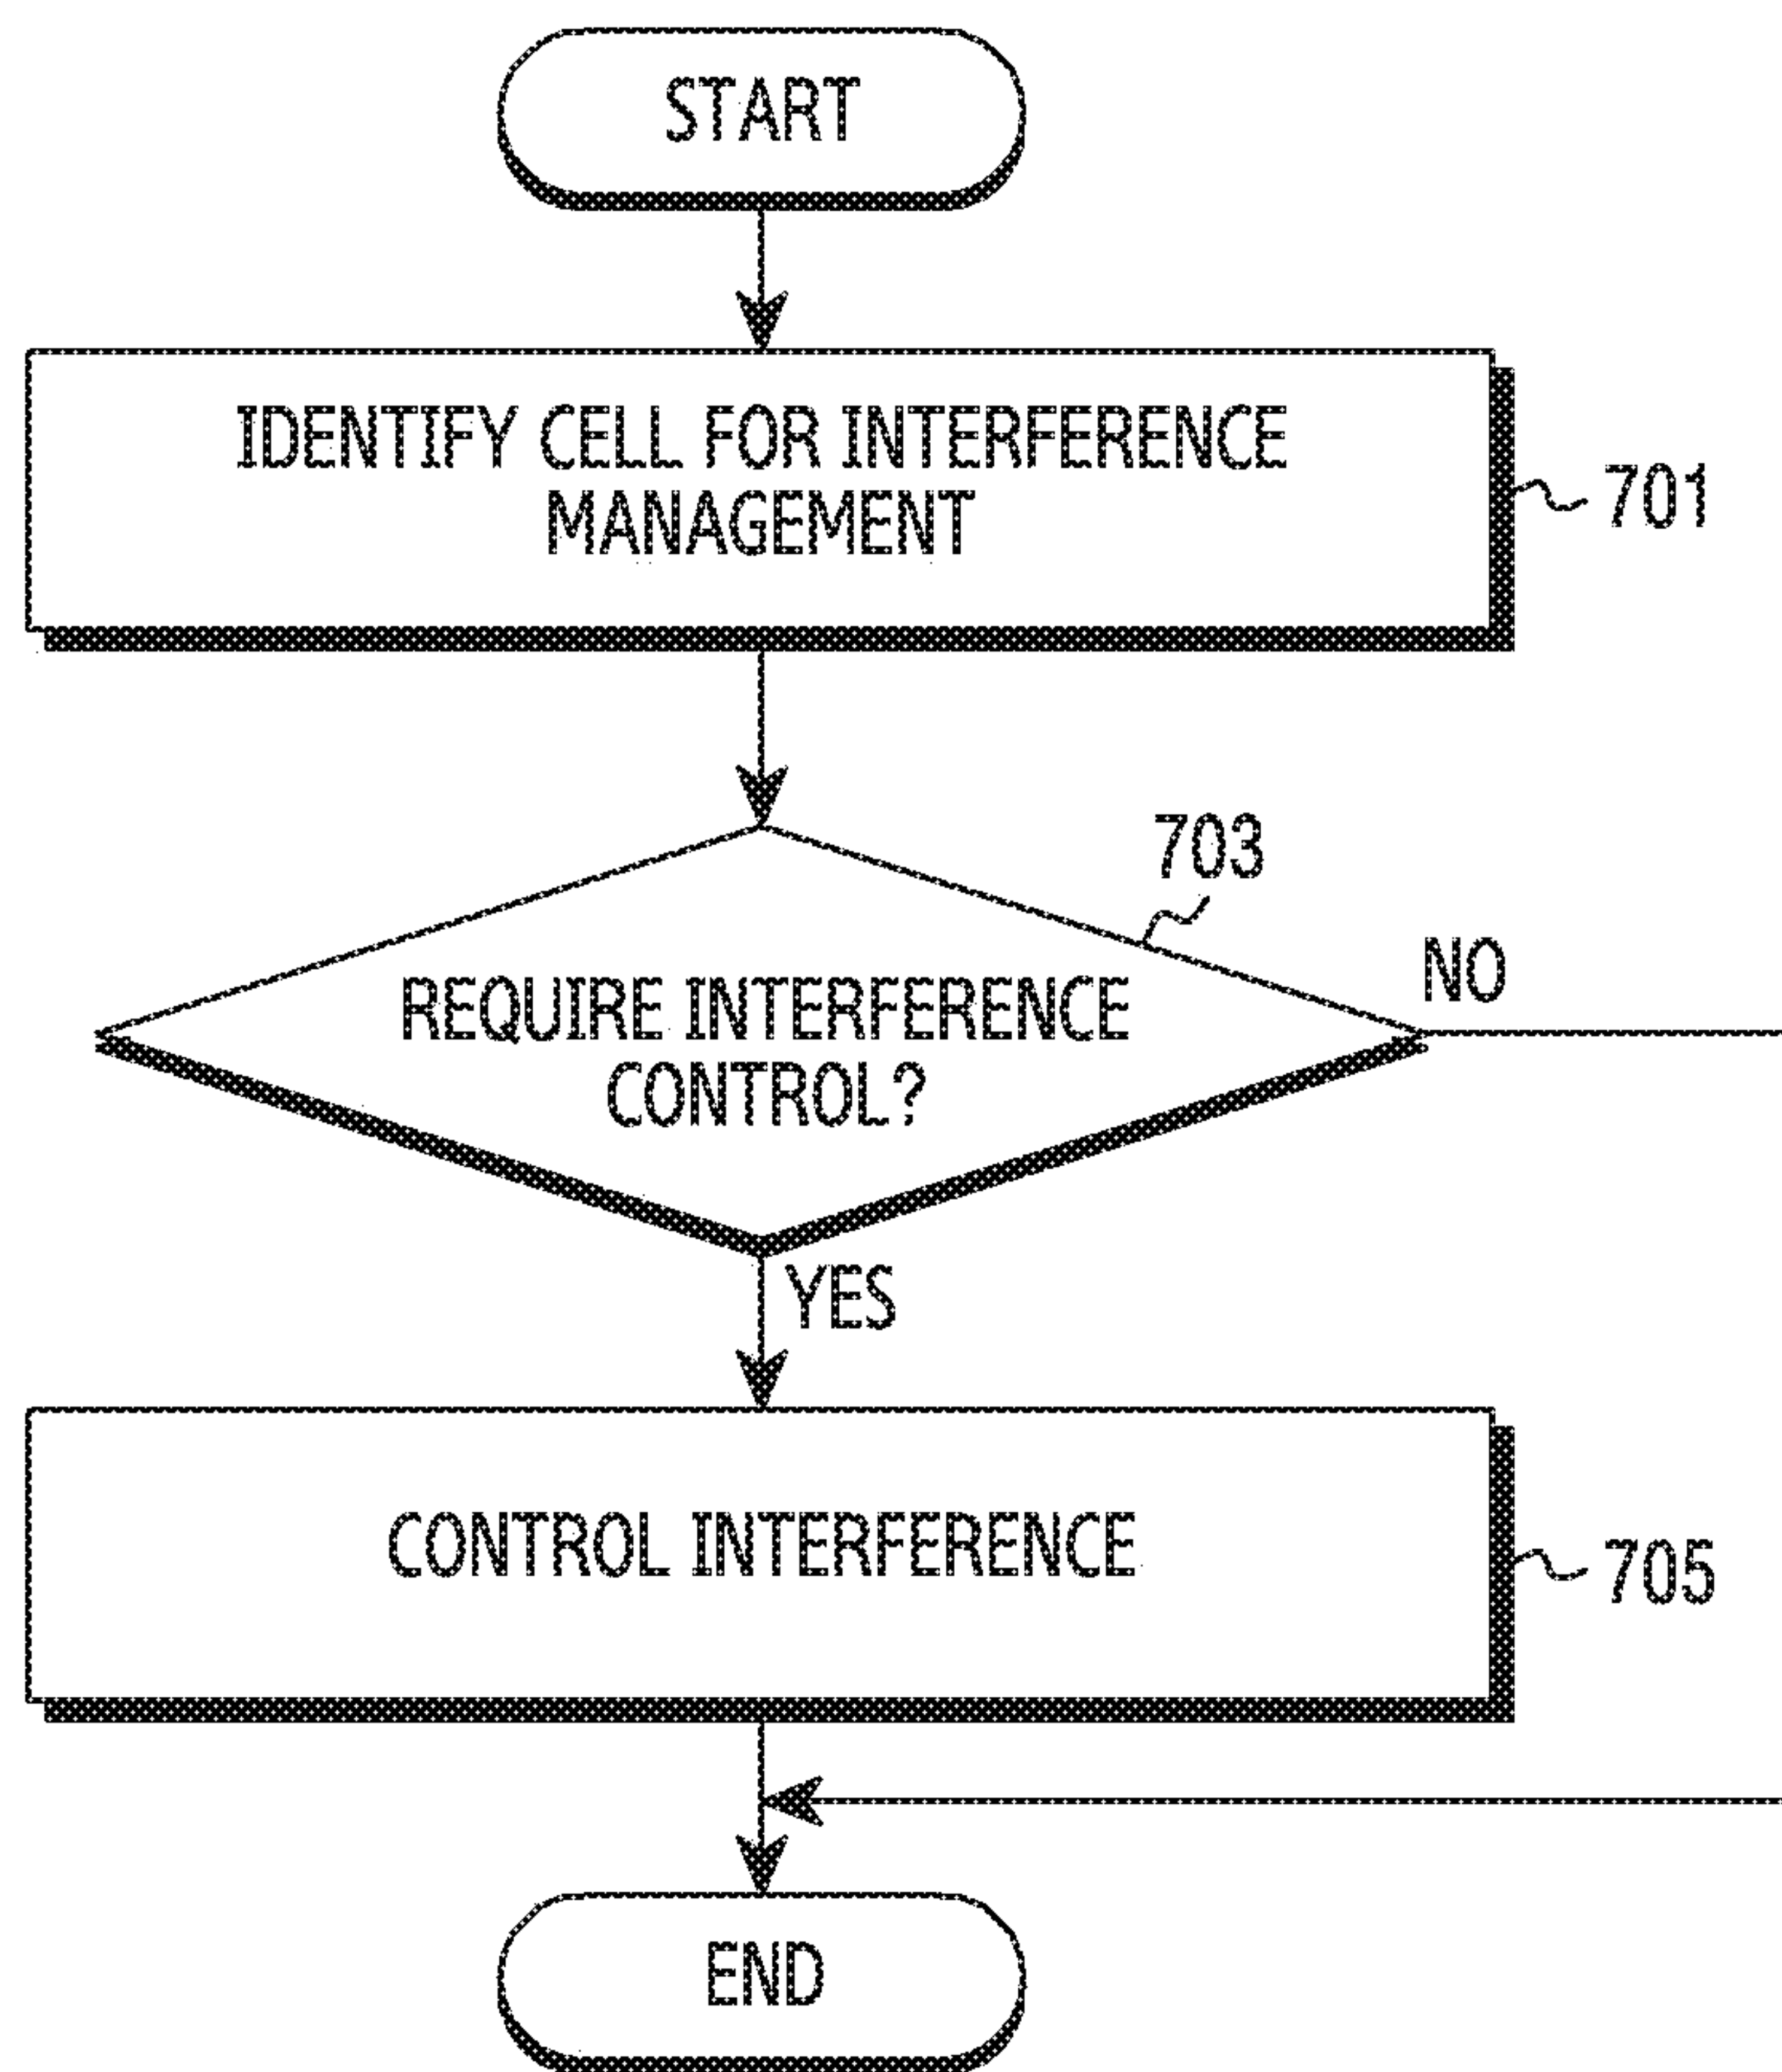 START
IDENTIFY CELL FOR INTERFERENCE
MANAGEMENT
701
703
REQUIRE INTERFERENCE
CONTROL?
NO
YES
CONTROL INTERFERENCE
705
END